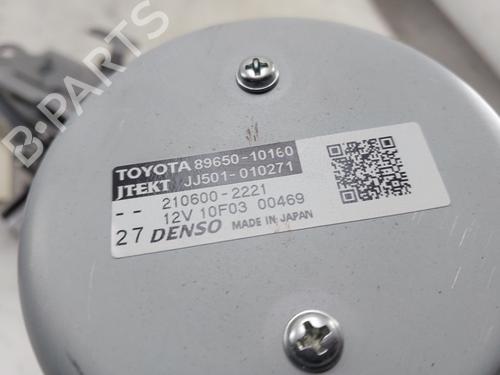 TOYOTA 89650-10160
JTEKT JJ501-010271
-- 210600-2221
12V 10F03 00469
27 DENSO MADE IN JAPAN
B-Parts